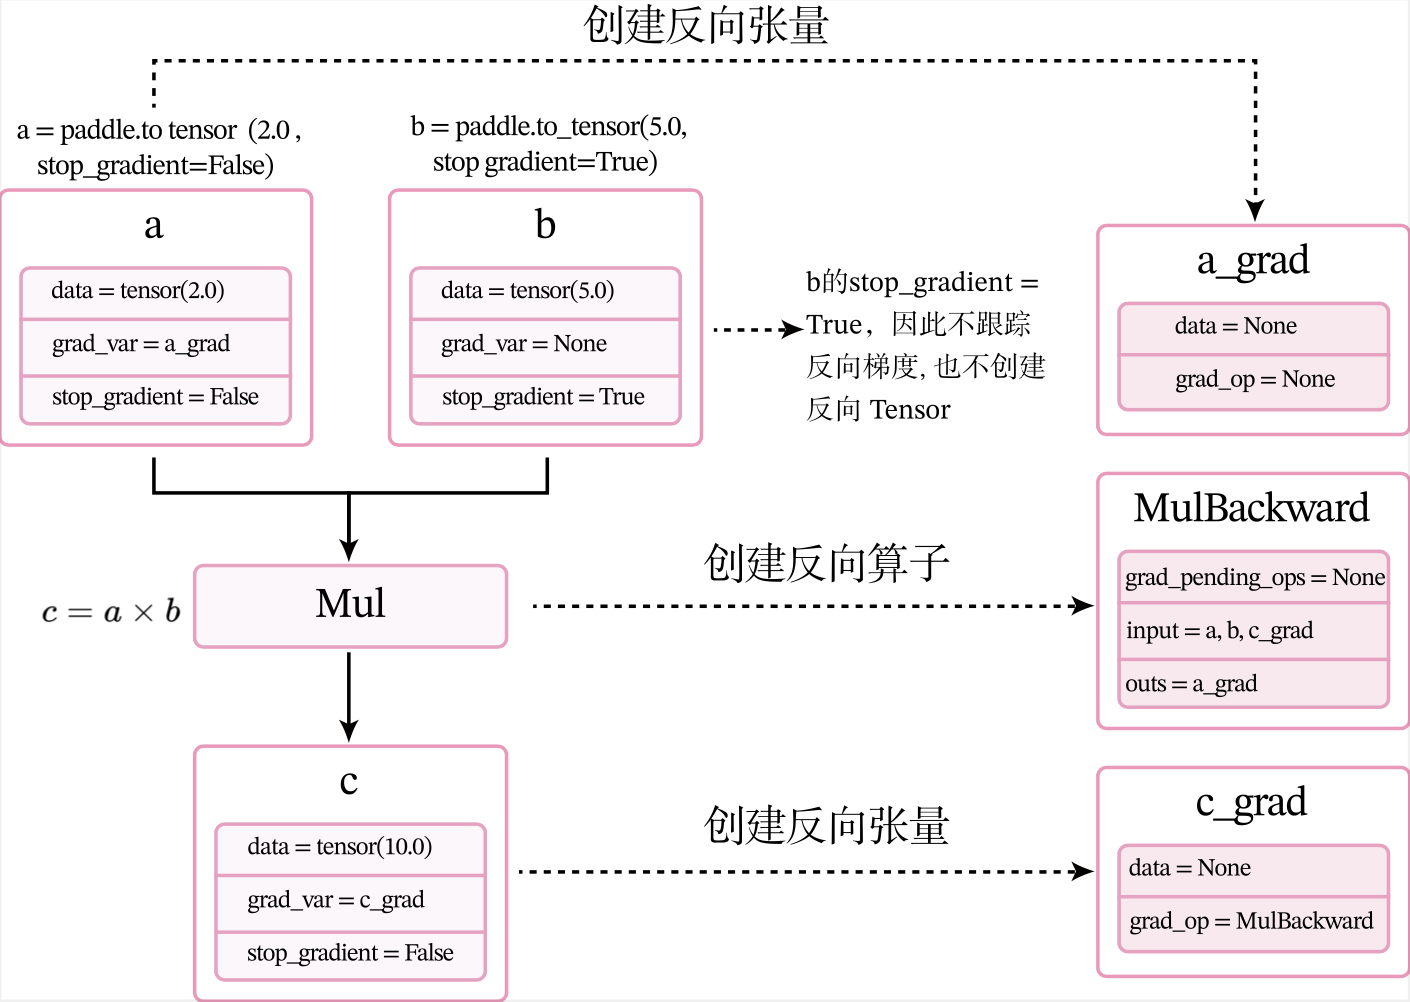 创建反向张量
a = paddle.to tensor (2.0 ,
stop_gradient=False)
b = paddle.to_tensor(5.0,
stop gradient=True)
a
data = tensor(2.0)
grad_var = a_grad
stop_gradient = False
b
data = tensor(5.0)
grad_var = None
stop_gradient = True
b的stop_gradient =
True，因此不跟踪
反向梯度, 也不创建
反向 Tensor
a_grad
data = None
grad_op = None
c = a × b
Mul
创建反向算子
MulBackward
grad_pending_ops = None
input = a, b, c_grad
outs = a_grad
c
data = tensor(10.0)
grad_var = c_grad
stop_gradient = False
创建反向张量
c_grad
data = None
grad_op = MulBackward